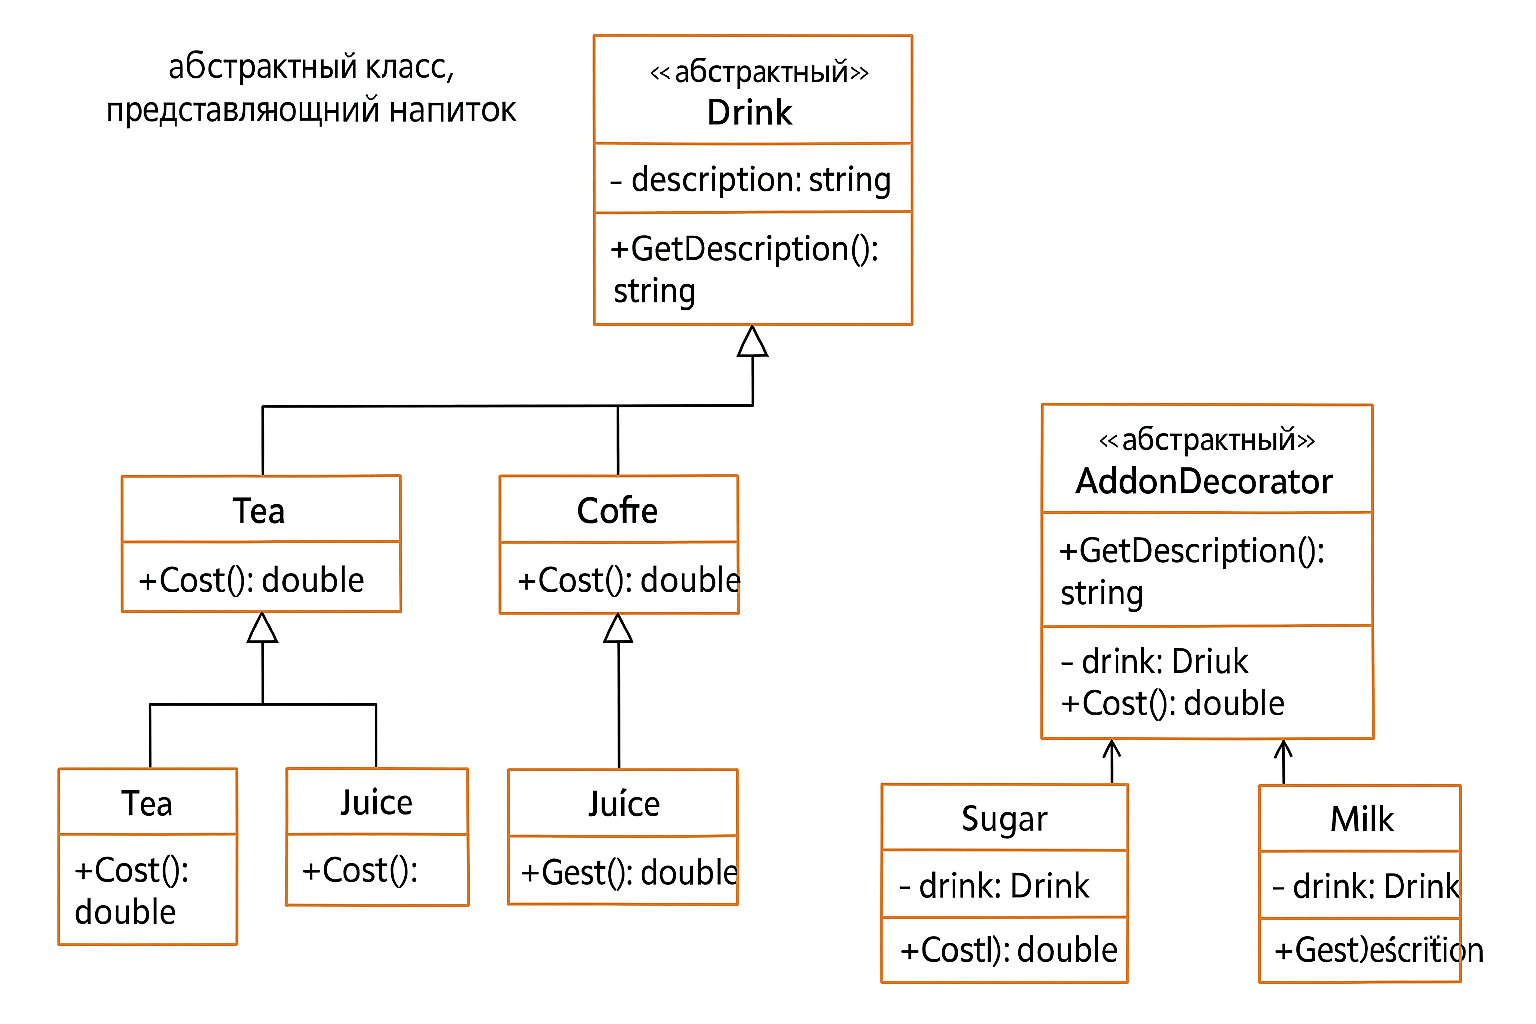 абстрактный класс,
представляющний напиток
«абстрактный»
Drink
- description: string
+GetDescription():
string
Tea
+Cost(): double
Cofre
+Cost(): double
Tea
+Cost():
double
Juice
+Cost():
Juíce
+Gest(): double
«абстрактный»
AddonDecorator
+GetDescription():
string
- drink: Driuk
+Cost(): double
Sugar
- drink: Drink
+Costl): double
Milk
- drink: Drink